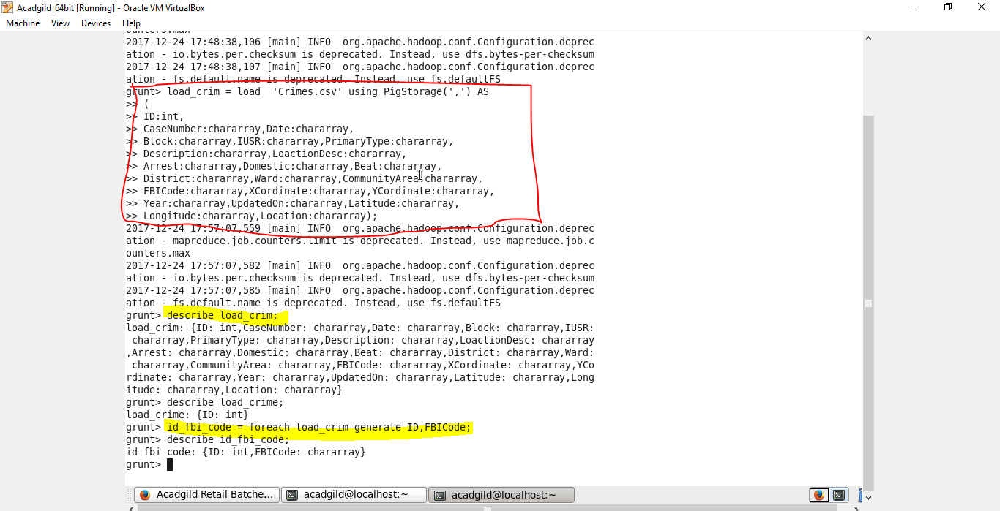 Acadgild_64bit [Running] - Oracle VM VirtualBox
Machine View Devices Help
ounters.max
2017-12-24 17:48:38,106 [main] INFO  org.apache.hadoop.conf.Configuration.deprec
ation - io.bytes.per.checksum is deprecated. Instead, use dfs.bytes-per-checksum
2017-12-24 17:48:38,107 [main] INFO  org.apache.hadoop.conf.Configuration.deprec
ation - fs.default.name is deprecated. Instead, use fs.defaultFS
grunt> load_crim = load  'Crimes.csv' using PigStorage(',') AS
>> (
>> ID:int,
>> CaseNumber:chararray,Date:chararray,
>> Block:chararray,IUSR:chararray,PrimaryType:chararray,
>> Description:chararray,LoactionDesc:chararray,
>> Arrest:chararray,Domestic:chararray,Beat:chararray,
>> District:chararray,Ward:chararray,CommunityArea:chararray,
>> FBICode:chararray,XCordinate:chararray,YCordinate:chararray,
>> Year:chararray,UpdatedOn:chararray,Latitude:chararray,
>> Longitude:chararray,Location:chararray);
2017-12-24 17:57:07,559 [main] INFO  org.apache.hadoop.conf.Configuration.deprec
ation - mapreduce.job.counters.limit is deprecated. Instead, use mapreduce.job.c
ounters.max
2017-12-24 17:57:07,582 [main] INFO  org.apache.hadoop.conf.Configuration.deprec
ation - io.bytes.per.checksum is deprecated. Instead, use dfs.bytes-per-checksum
2017-12-24 17:57:07,585 [main] INFO  org.apache.hadoop.conf.Configuration.deprec
ation - fs.default.name is deprecated. Instead, use fs.defaultFS
grunt> describe load_crim;
load_crim: {ID: int,CaseNumber: chararray,Date: chararray,Block: chararray,IUSR:
 chararray,PrimaryType: chararray,Description: chararray,LoactionDesc: chararray
,Arrest: chararray,Domestic: chararray,Beat: chararray,District: chararray,Ward:
 chararray,CommunityArea: chararray,FBICode: chararray,XCordinate: chararray,YCo
rdinate: chararray,Year: chararray,UpdatedOn: chararray,Latitude: chararray,Long
itude: chararray,Location: chararray}
grunt> describe load_crime;
load_crime: {ID: int}
grunt> id_fbi_code = foreach load_crim generate ID,FBICode;
grunt> describe id_fbi_code;
id_fbi_code: {ID: int,FBICode: chararray}
grunt>
Acadgild Retail Batche... acadgild@localhost:~ acadgild@localhost:~